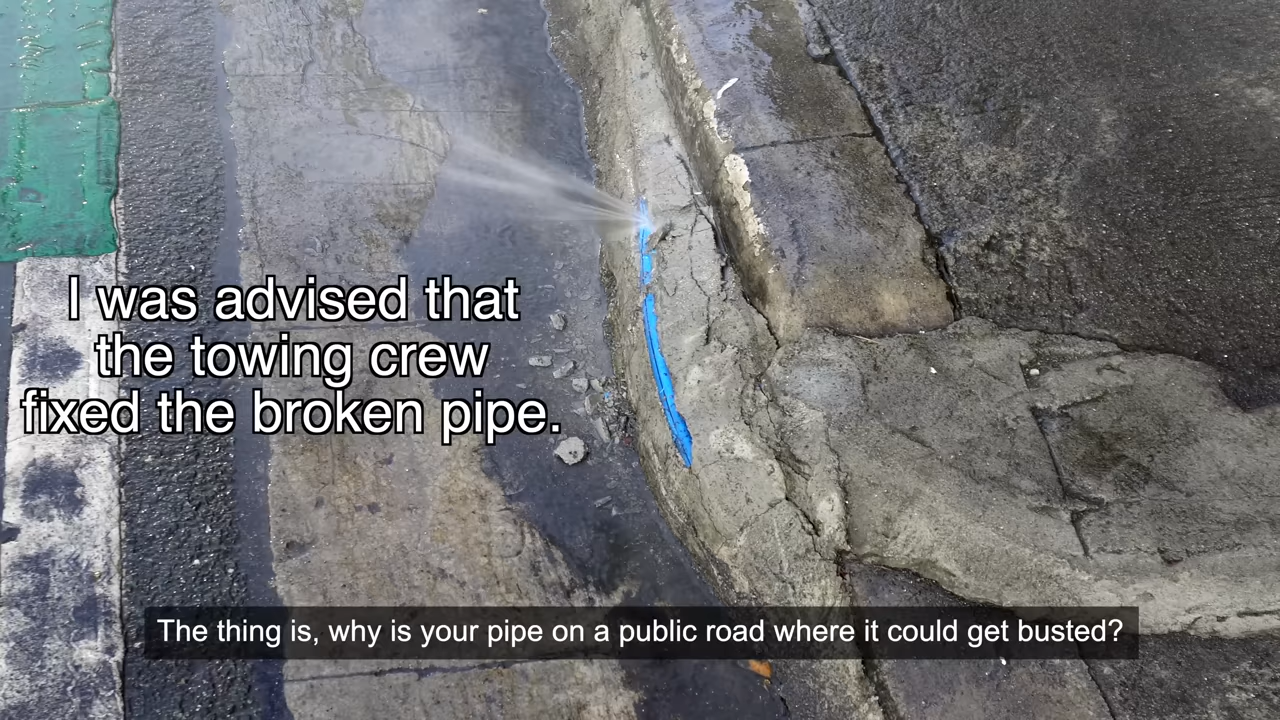 I was advised that
the towing crew
fixed the broken pipe.
The thing is, why is your pipe on a public road where it could get busted?